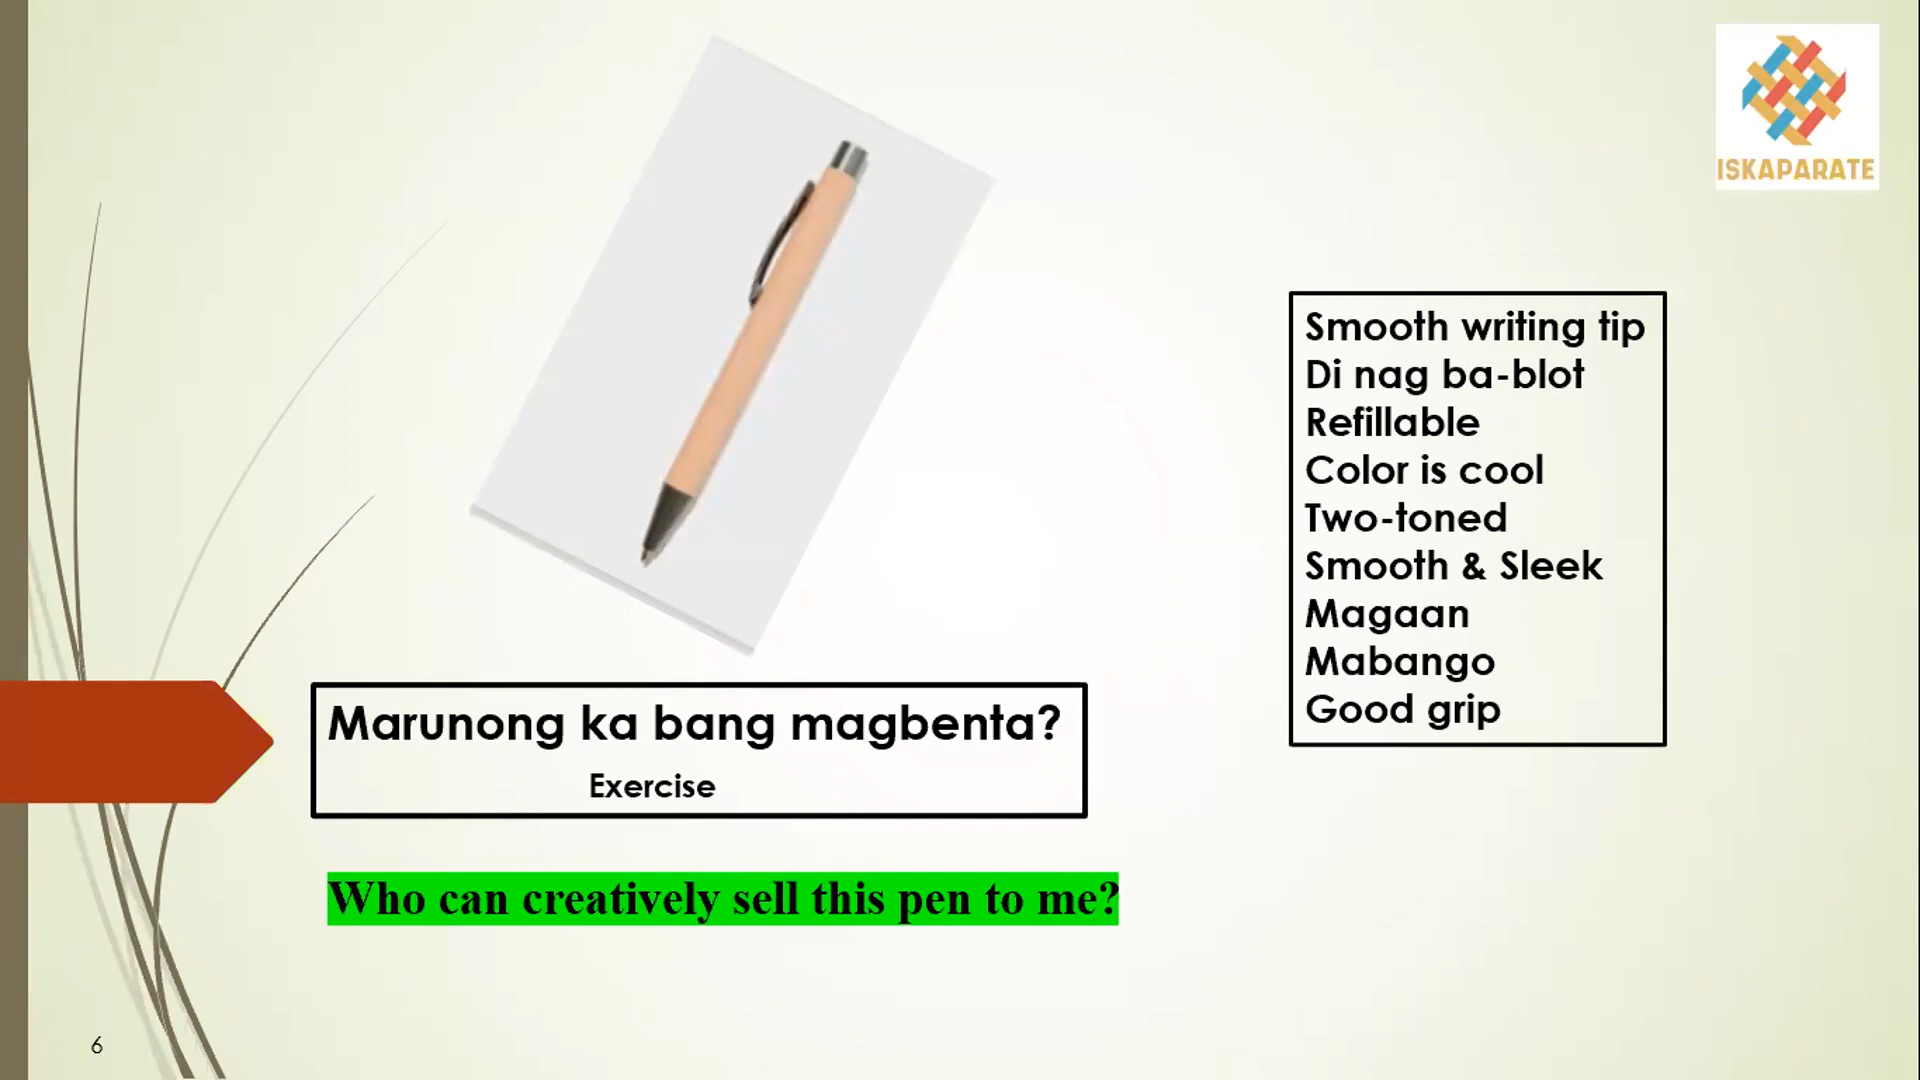 ISKAPARATE
Smooth writing tip
Di nag ba-blot
Refillable
Color is cool
Two-toned
Smooth & Sleek
Magaan
Mabango
Good grip
Marunong ka bang magbenta?
Exercise
Who can creatively sell this pen to me?
6